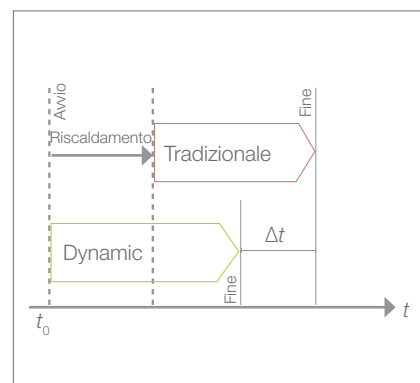 Avvio
Fine
Riscaldamento
Tradizionale
Dynamic
Δt
Fine
t
t₀